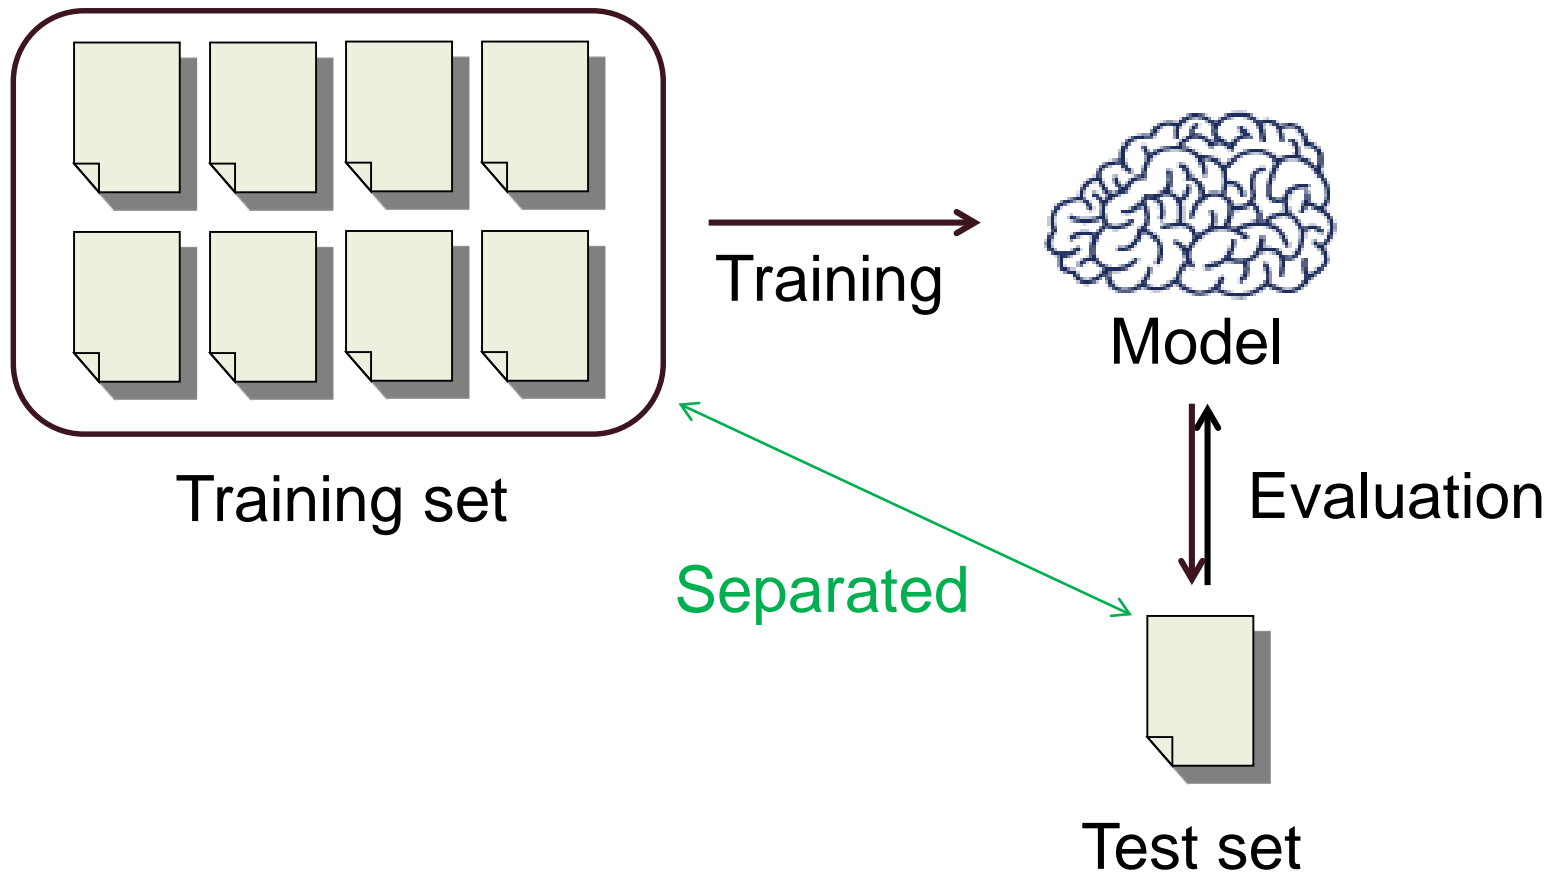 Training
Model
Training set
Evaluation
Separated
Test set